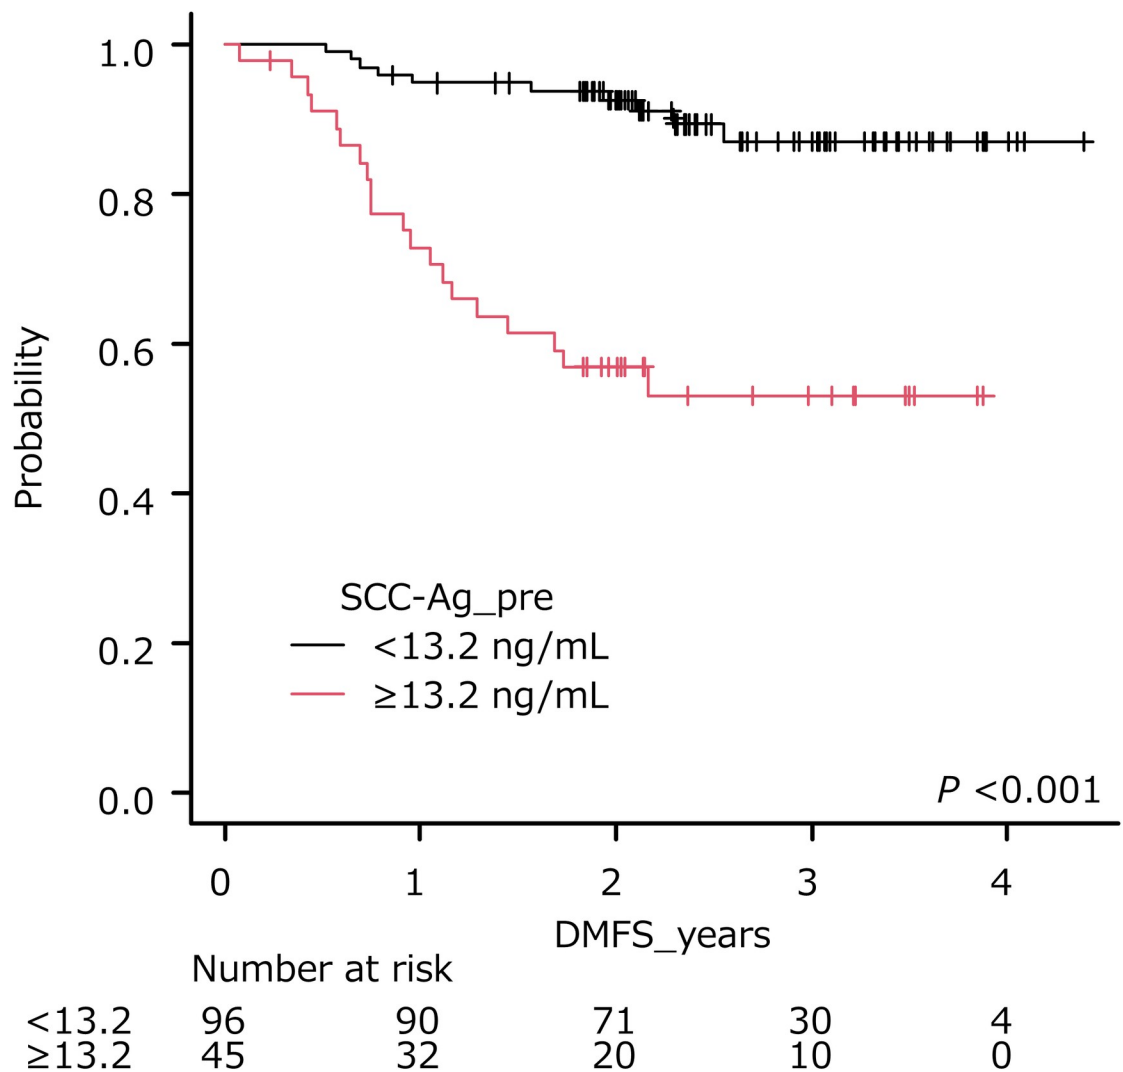 1.0
0.8
0.6
0.4
0.2
0.0
Probability
SCC-Ag_pre
<13.2 ng/mL
≥13.2 ng/mL
P <0.001
0 1 2 3 4
DMFS_years
Number at risk
<13.2 96 90 71 30 4
≥13.2 45 32 20 10 0